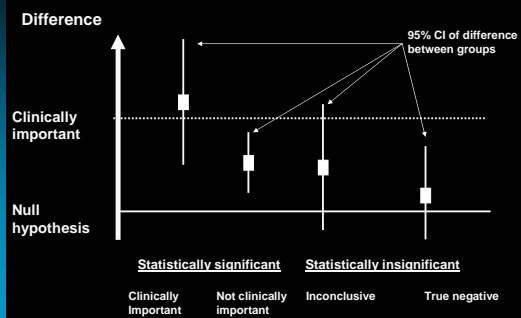 Difference
95% CI of difference
between groups
Clinically
important
Null
hypothesis
Statistically significant
Statistically insignificant
Clinically
Important
Not clinically
important
Inconclusive
True negative